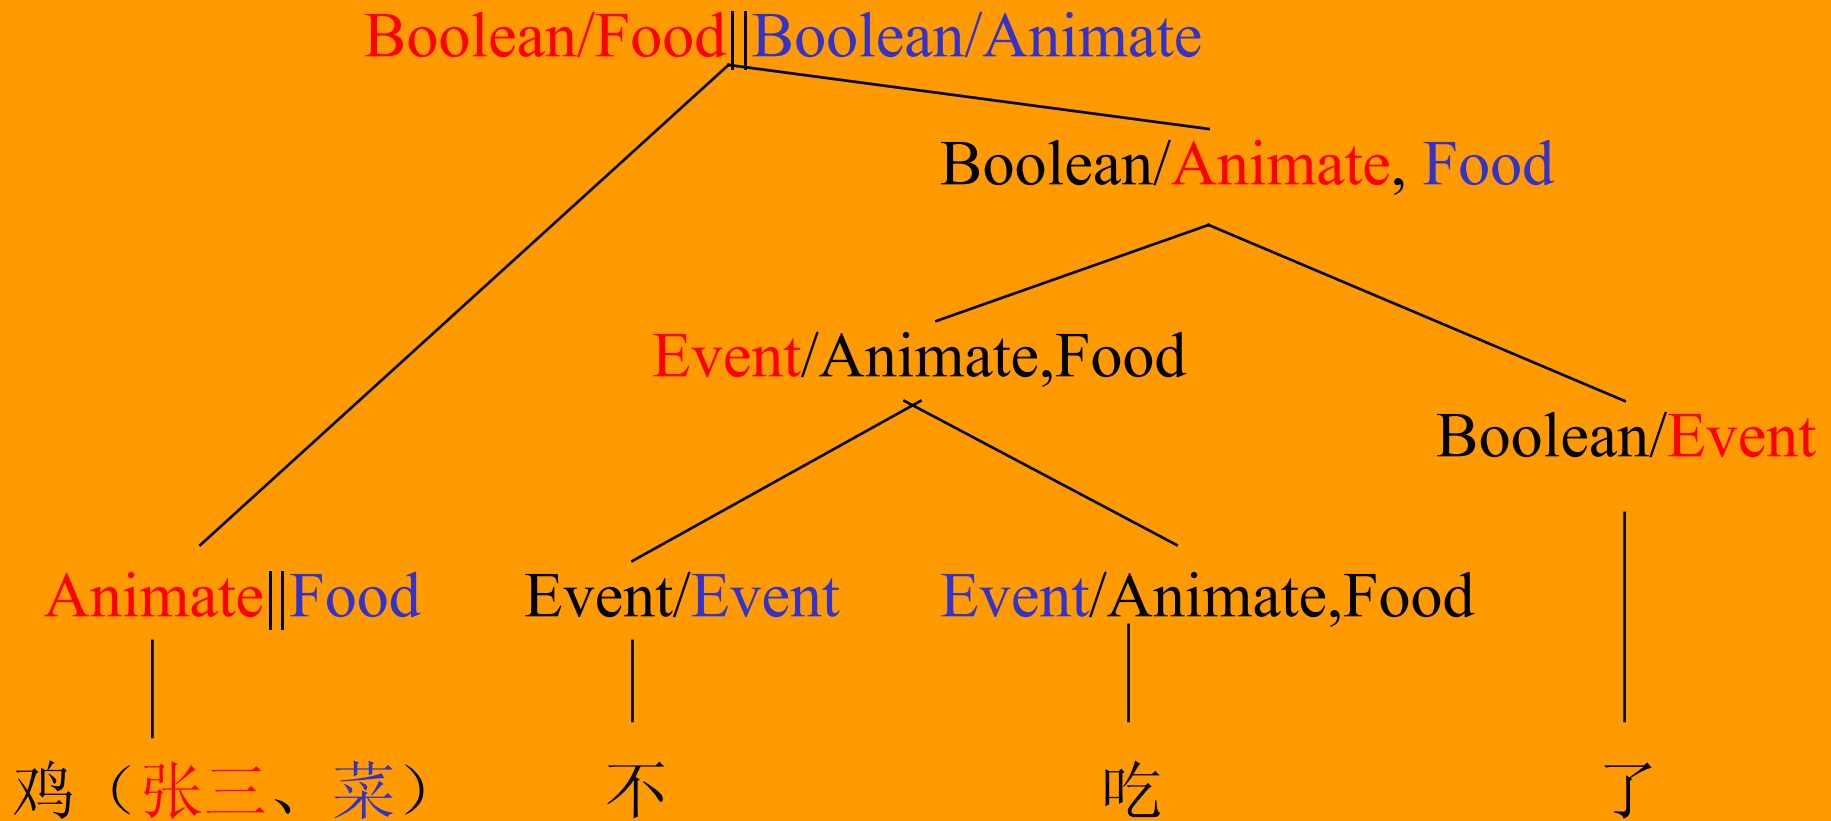 Boolean/Food||Boolean/Animate
Boolean/Animate, Food
Event/Animate,Food
Boolean/Event
Animate||Food
Event/Event
Event/Animate,Food
鸡（张三、菜）
不
吃
了